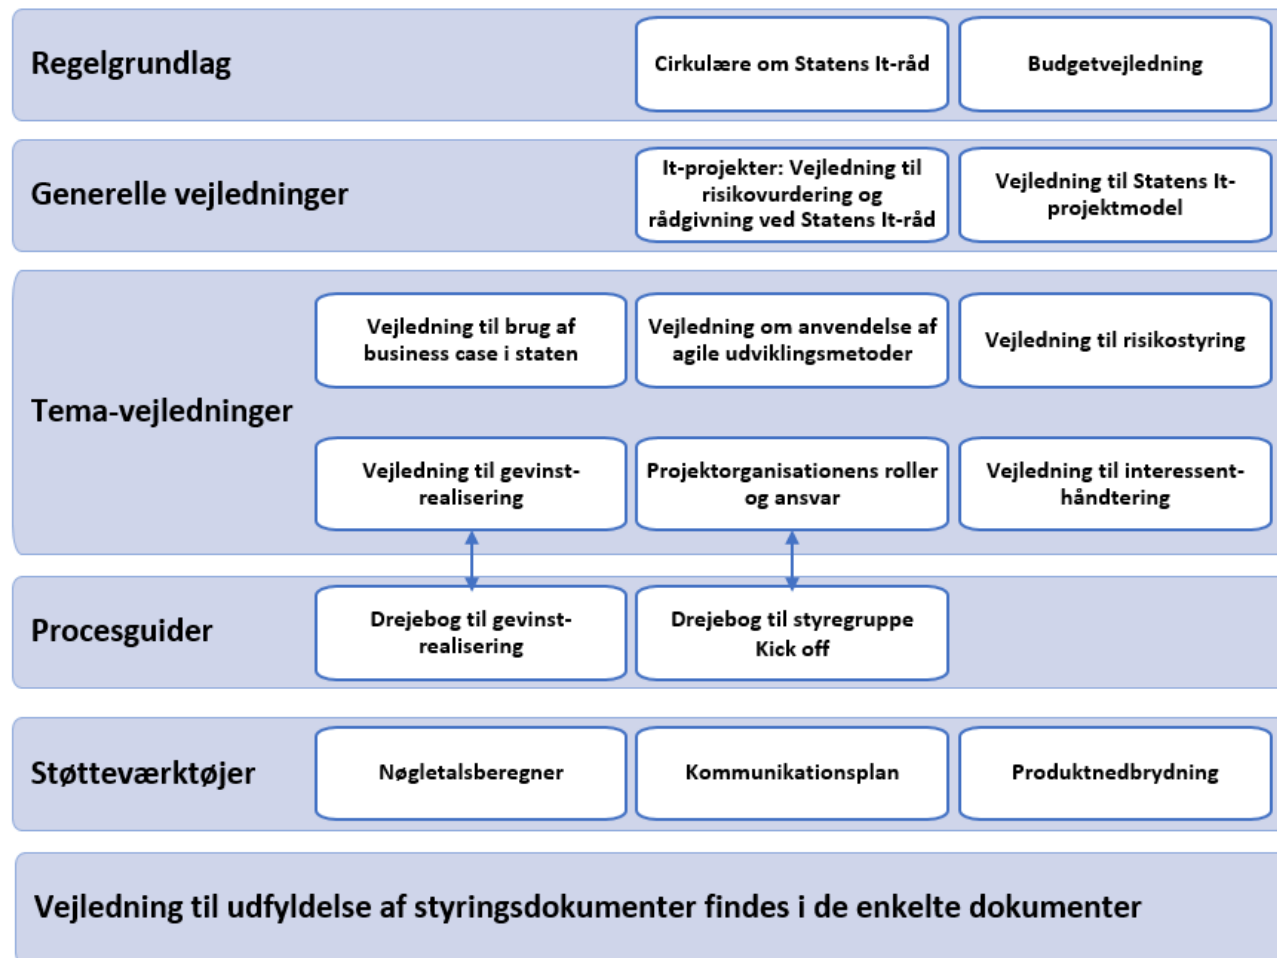 Regelgrundlag
Cirkulære om Statens It-råd
Budgetvejledning
Generelle vejledninger
It-projekter: Vejledning til
risikovurdering og
rådgivning ved Statens It-råd
Vejledning til Statens It-
projektmodel
Tema-vejledninger
Vejledning til brug af
business case i staten
Vejledning om anvendelse af
agile udviklingsmetoder
Vejledning til risikostyring
Vejledning til gevinst-
realisering
Projektorganisationens roller
og ansvar
Vejledning til interessent-
håndtering
Procesguider
Drejebog til gevinst-
realisering
Drejebog til styregruppe
Kick off
Støtteværktøjer
Nøgletalsberegner
Kommunikationsplan
Produktnedbrydning
Vejledning til udfyldelse af styringsdokumenter findes i de enkelte dokumenter